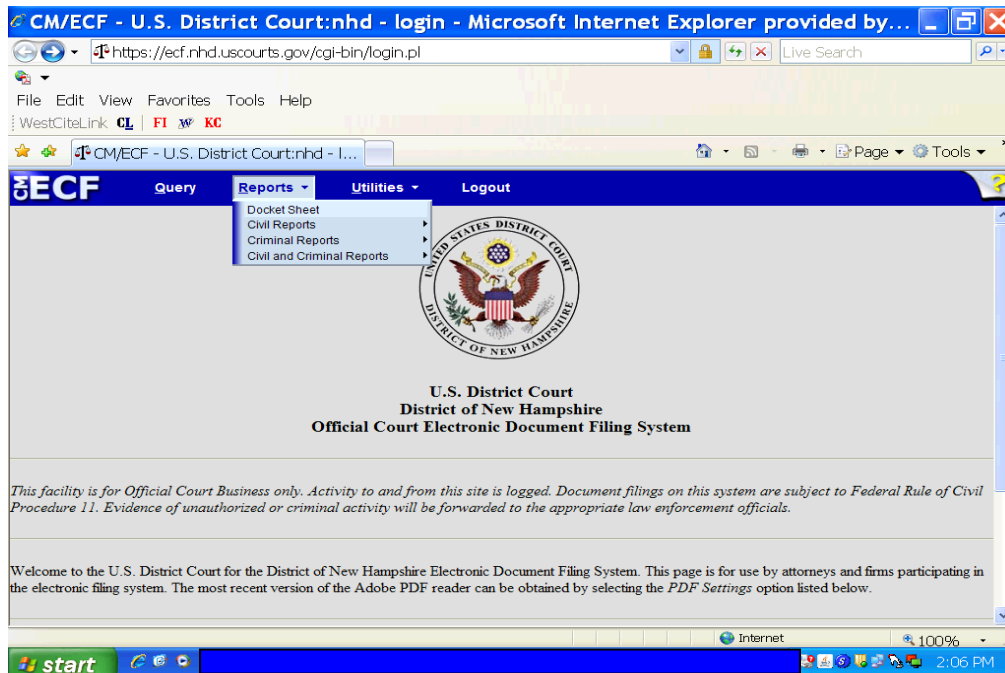 CM/ECF - U.S. District Court:nhd - login - Microsoft Internet Explorer provided by...
https://ecf.nhd.uscourts.gov/cgi-bin/login.pl
Live Search
File Edit View Favorites Tools Help
WestCiteLink CL FI W KC
CM/ECF - U.S. District Court:nhd - l...
Page Tools
CM ECF Query Reports Utilities Logout ?
Docket Sheet
Civil Reports
Criminal Reports
Civil and Criminal Reports
UNITED STATES DISTRICT COURT
DISTRICT OF NEW HAMPSHIRE
U.S. District Court
District of New Hampshire
Official Court Electronic Document Filing System
This facility is for Official Court Business only. Activity to and from this site is logged. Document filings on this system are subject to Federal Rule of Civil
Procedure 11. Evidence of unauthorized or criminal activity will be forwarded to the appropriate law enforcement officials.
Welcome to the U.S. District Court for the District of New Hampshire Electronic Document Filing System. This page is for use by attorneys and firms participating in
the electronic filing system. The most recent version of the Adobe PDF reader can be obtained by selecting the PDF Settings option listed below.
Internet 100%
start 2:06 PM